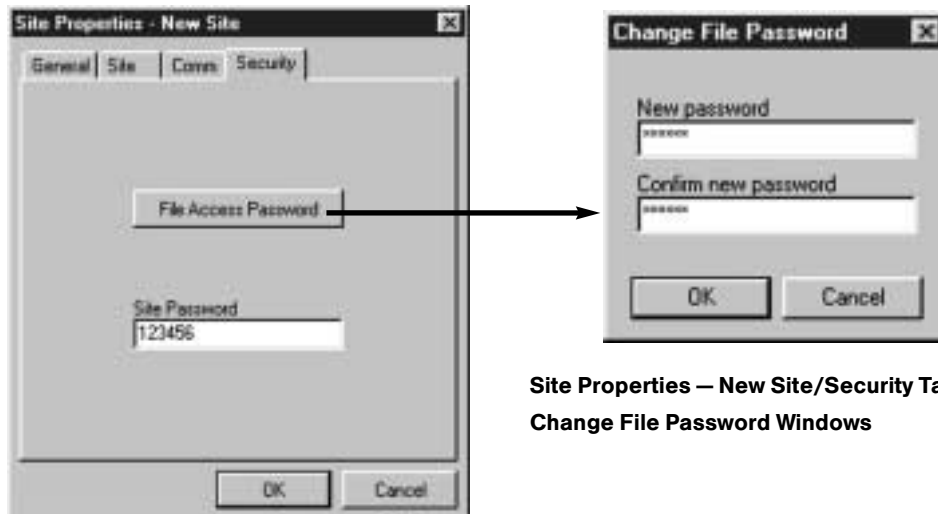 Site Properties - New Site
General Site Comm Security
File Access Password
Site Password
123456
OK Cancel
Change File Password
New password
******
Confirm new password
******
OK Cancel
Site Properties — New Site/Security Ta
Change File Password Windows